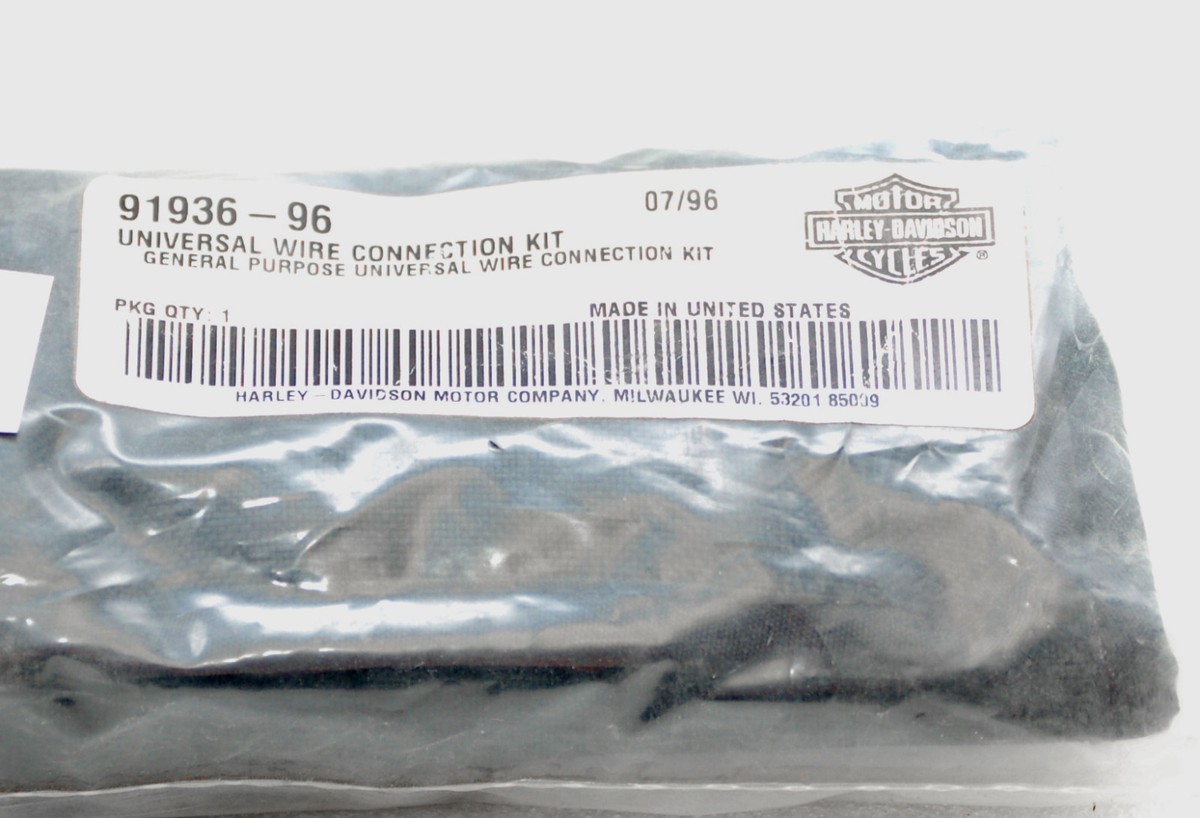 91936 – 96
07/96
UNIVERSAL WIRE CONNECTION KIT
GENERAL PURPOSE UNIVERSAL WIRE CONNECTION KIT
MOTOR
HARLEY-DAVIDSON
CYCLES
®
PKG QTY: 1
MADE IN UNITED STATES
HARLEY – DAVIDSON MOTOR COMPANY. MILWAUKEE WI. 53201 85009